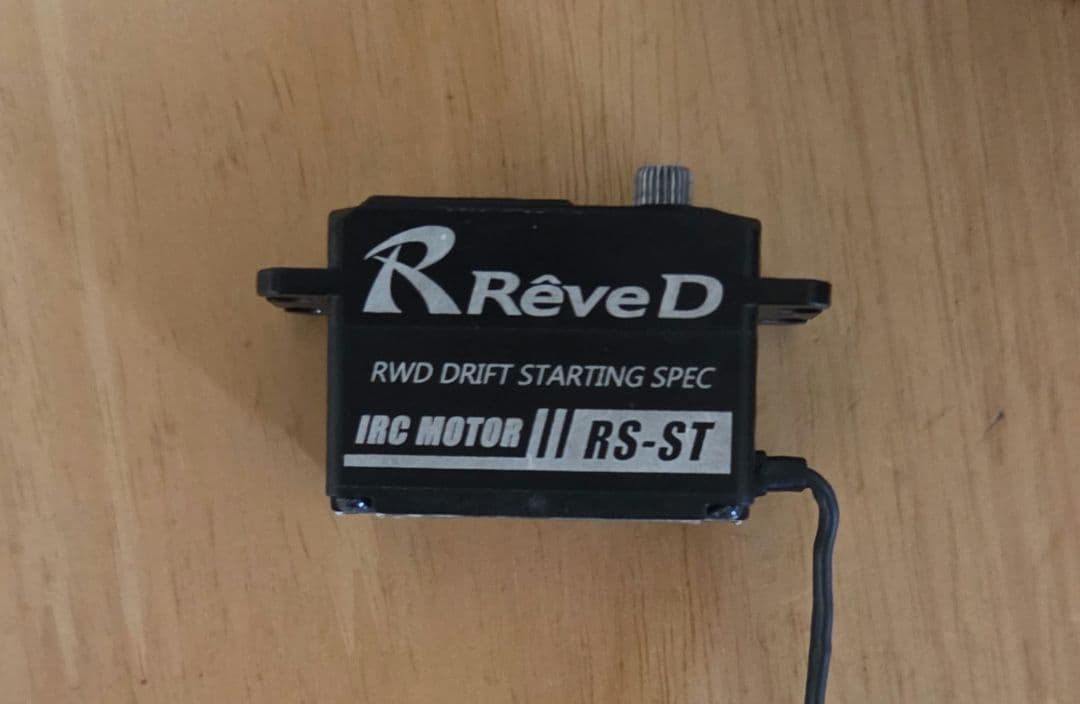 R RêveD
RWD DRIFT STARTING SPEC
IRC MOTOR RS-ST